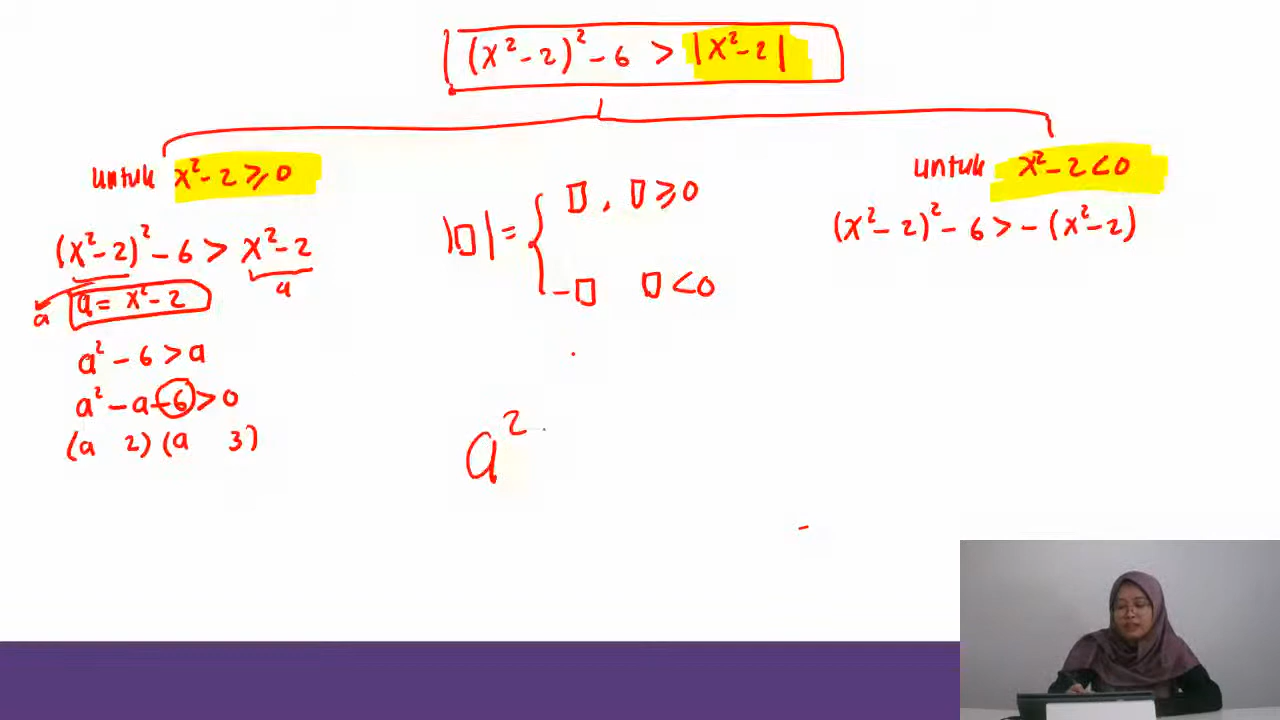 (x²-2)²-6 > |x²-2|
untuk x²-2 ≥ 0
(x²-2)²-6 > x²-2
a
a
a = x²-2
a²-6 > a
a²-a-6 > 0
(a 2)(a 3)
|▯| = { ▯, ▯ ≥ 0
-▯ ▯ < 0
a²
untuk x²-2 < 0
(x²-2)²-6 > -(x²-2)